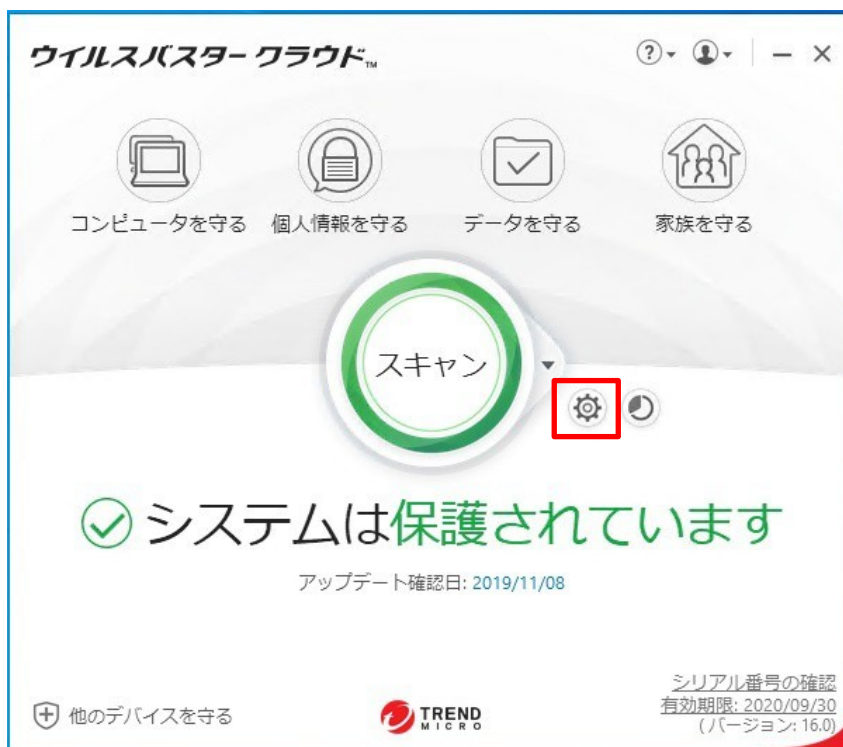 ウイルスバスター クラウド™
コンピュータを守る
個人情報を守る
データを守る
家族を守る
スキャン
システムは保護されています
アップデート確認日: 2019/11/08
他のデバイスを守る
TREND
MICRO
シリアル番号の確認
有効期限: 2020/09/30
(バージョン: 16.0)